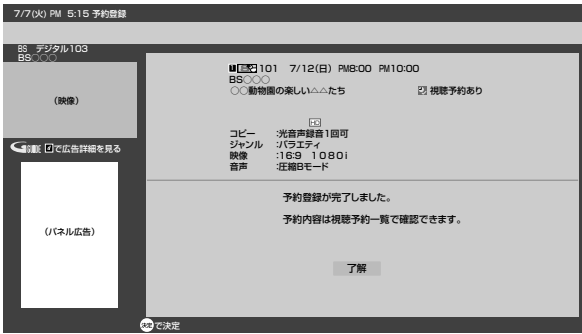 7/7(火) PM 5:15 予約登録
BS デジタル103
BS○○○
(映像)
Gガイド dで広告詳細を見る
(パネル広告)
101 7/12(日) PM8:00 PM10:00
BS○○○
○○動物園の楽しい△△たち 視聴予約あり
HD
コピー :光音声録音1回可
ジャンル :バラエティ
映像 :16:9 1080i
音声 :圧縮Bモード
予約登録が完了しました。
予約内容は視聴予約一覧で確認できます。
了解
決定で決定